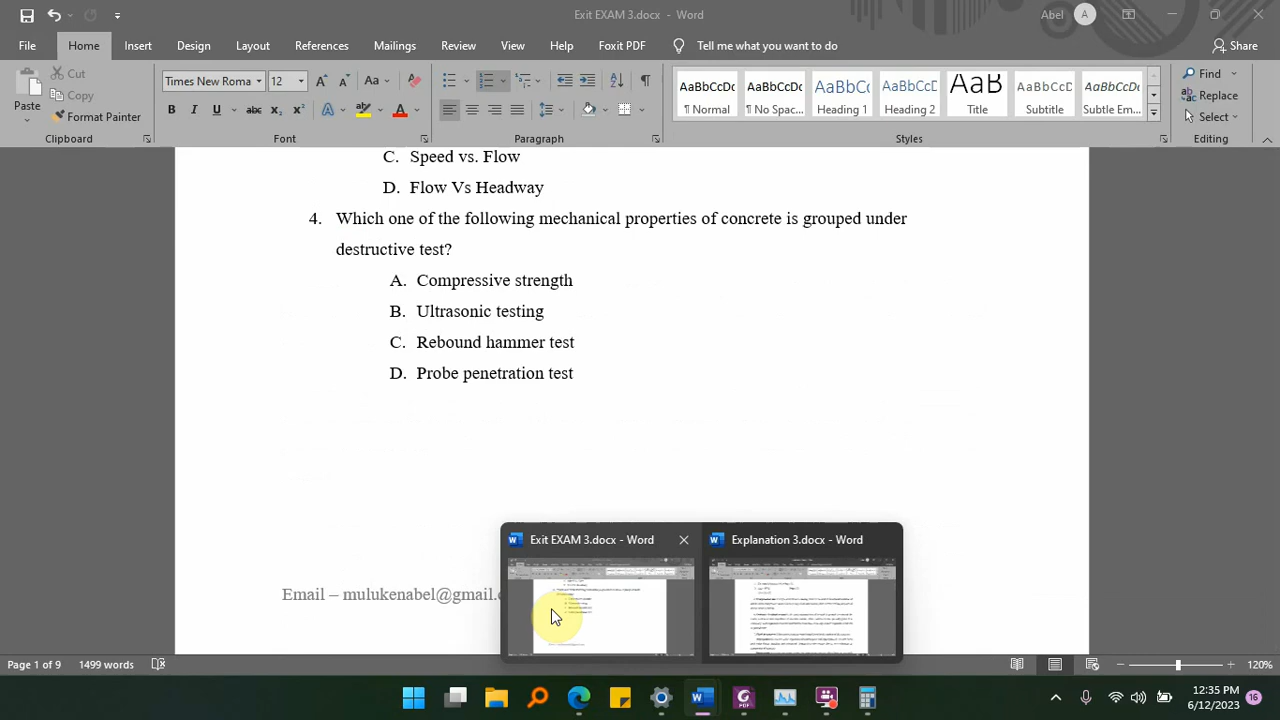 Exit EXAM 3.docx - Word
Abel A
File Home Insert Design Layout References Mailings Review View Help Foxit PDF Tell me what you want to do Share
Paste
Cut
Copy
Format Painter
Clipboard
Times New Roma 12
Font
Paragraph
AaBbCcDc AaBbCcDc AaBbC AaBbCcD AaB AaBbCcD AaBbCcDc
¶ Normal ¶ No Spac... Heading 1 Heading 2 Title Subtitle Subtle Em...
Styles
Find
Replace
Select
Editing
C. Speed vs. Flow
D. Flow Vs Headway
4. Which one of the following mechanical properties of concrete is grouped under
destructive test?
A. Compressive strength
B. Ultrasonic testing
C. Rebound hammer test
D. Probe penetration test
Email – mulukenabel@gmail.c
Exit EXAM 3.docx - Word
Explanation 3.docx - Word
Page 1 of 9 1499 words 120%
12:35 PM
6/12/2023
16